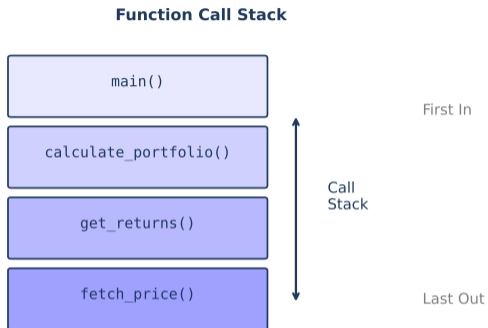 Function Call Stack
main()
First In
calculate_portfolio()
Call
Stack
get_returns()
fetch_price()
Last Out